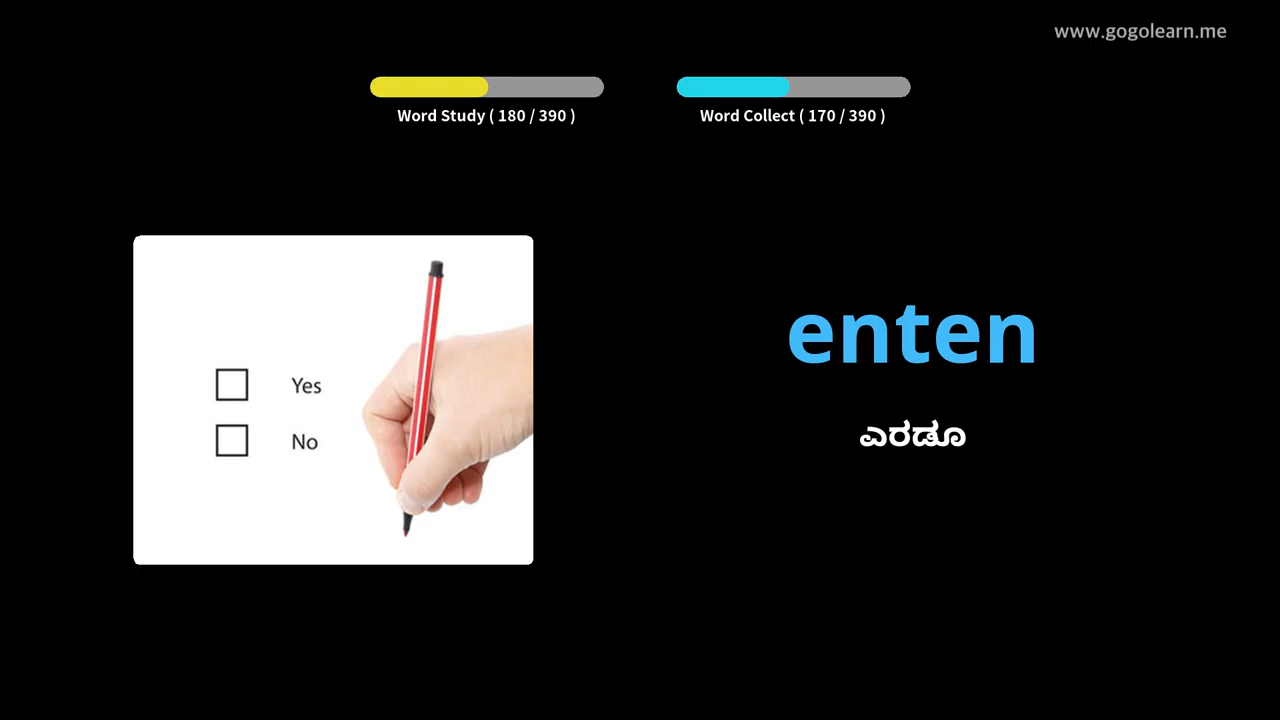 www.gogolearn.me
Word Study ( 180 / 390 )
Word Collect ( 170 / 390 )
Yes
No
enten
ಎರಡೂ